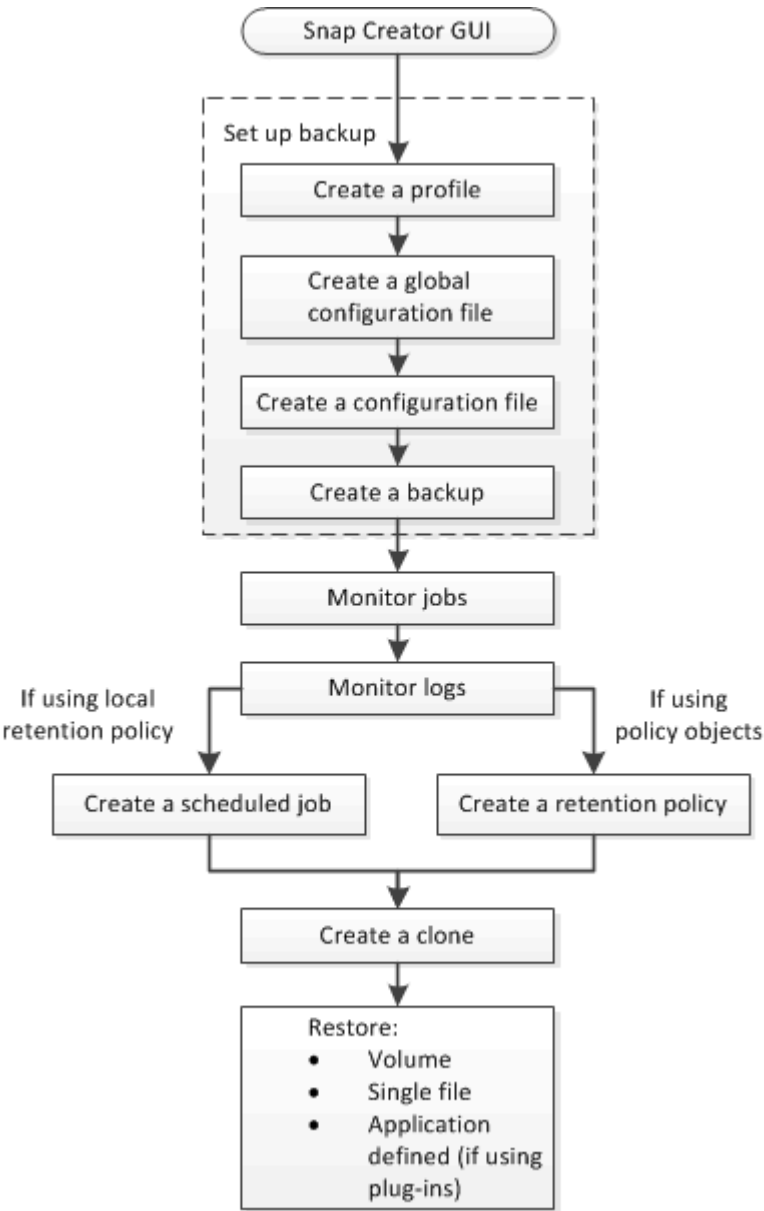 Snap Creator GUI
Set up backup
Create a profile
Create a global
configuration file
Create a configuration file
Create a backup
Monitor jobs
Monitor logs
If using local
retention policy
If using
policy objects
Create a scheduled job
Create a retention policy
Create a clone
Restore:
• Volume
• Single file
• Application
defined (if using
plug-ins)